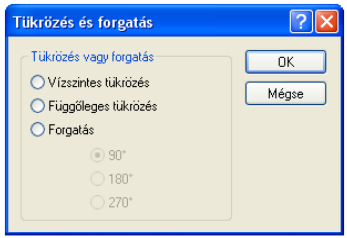 Tükrözés és forgatás
Tükrözés vagy forgatás
Vízszintes tükrözés
Függőleges tükrözés
Forgatás
90°
180°
270°
OK
Mégse